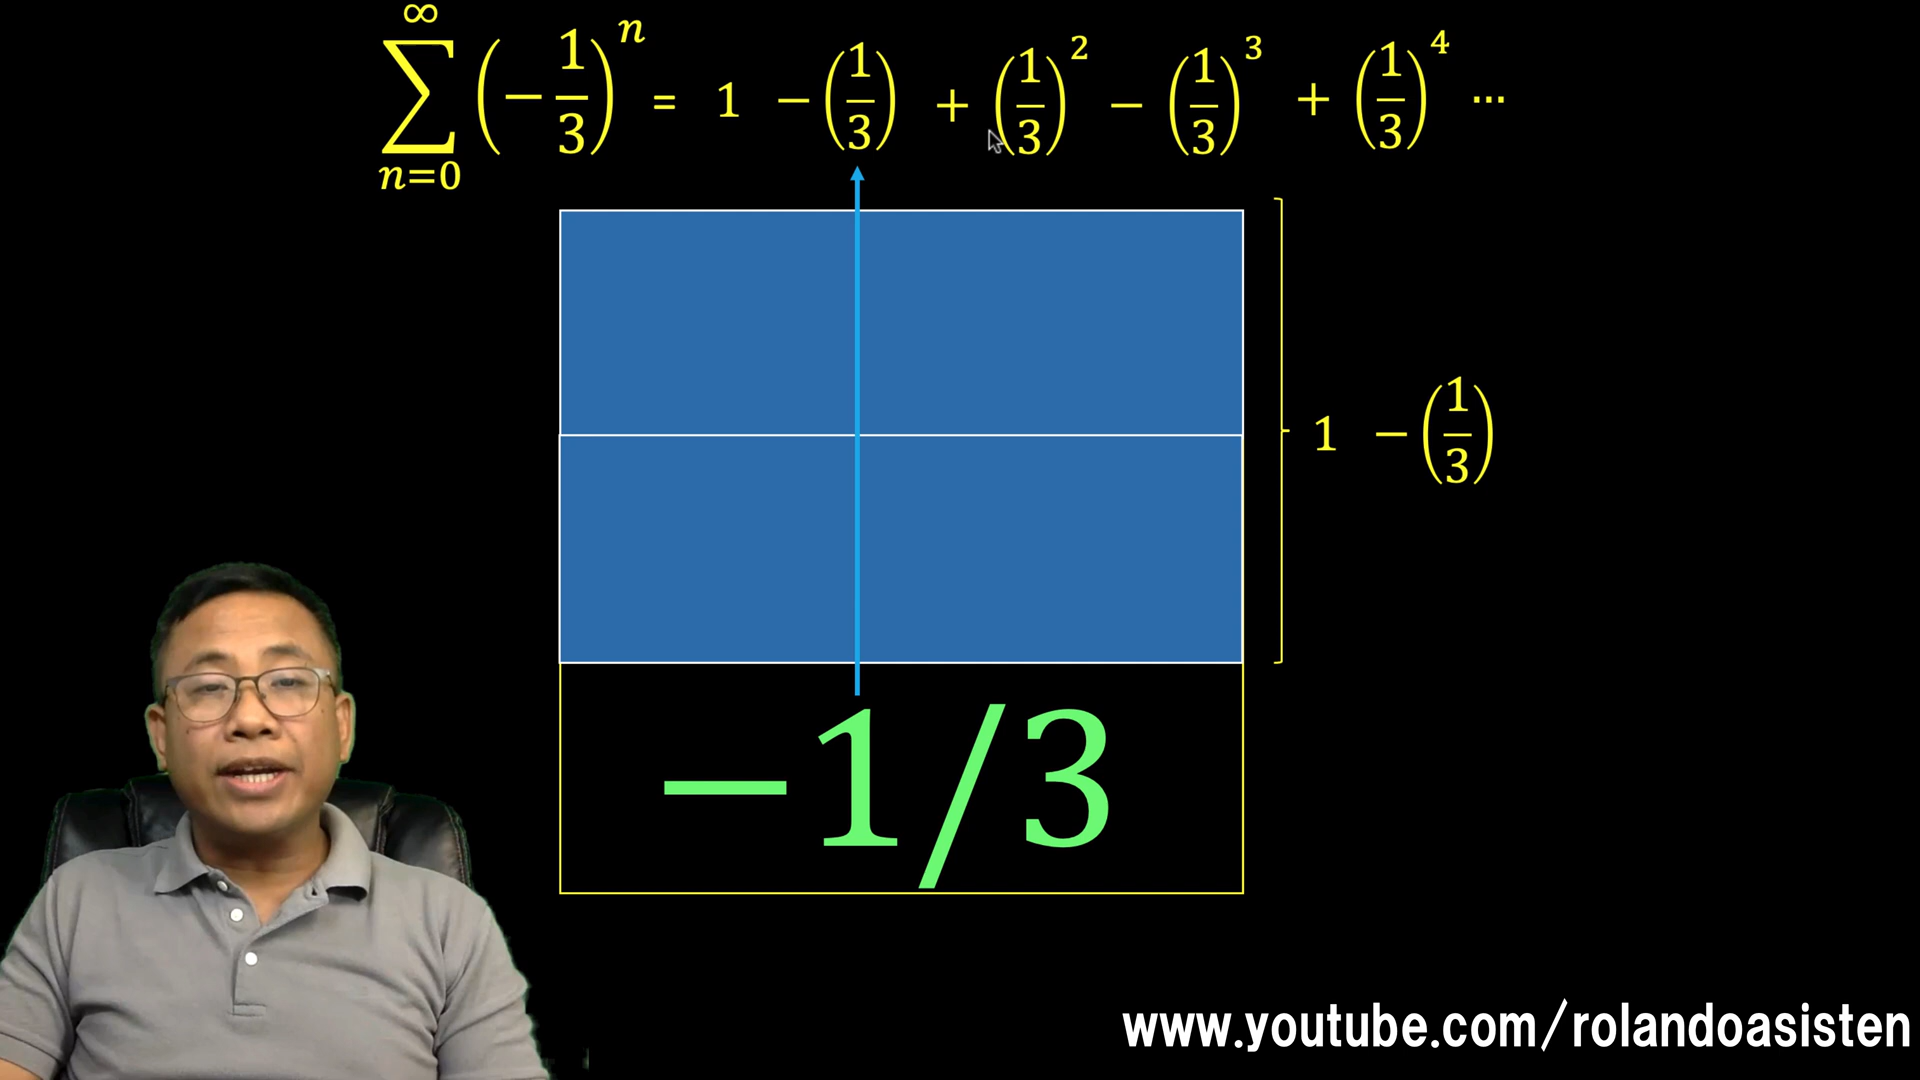 ∑_{n=0}^{∞} (−1/3)^n = 1 − (1/3) + (1/3)^2 − (1/3)^3 + (1/3)^4 ⋯
1 − (1/3)
−1/3
www.youtube.com/rolandoasisten